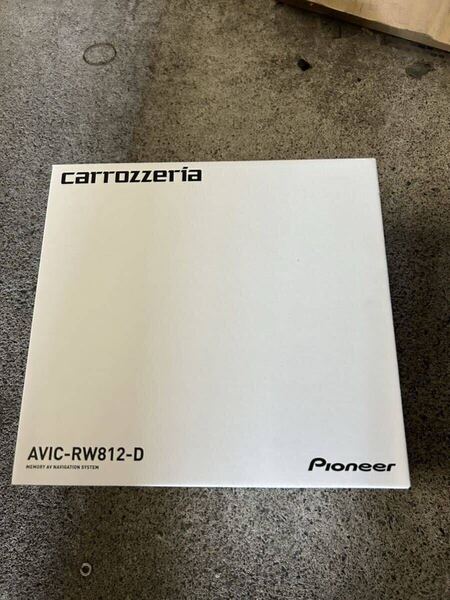 carrozzeria
AVIC-RW812-D
MEMORY AV NAVIGATION SYSTEM
Pioneer